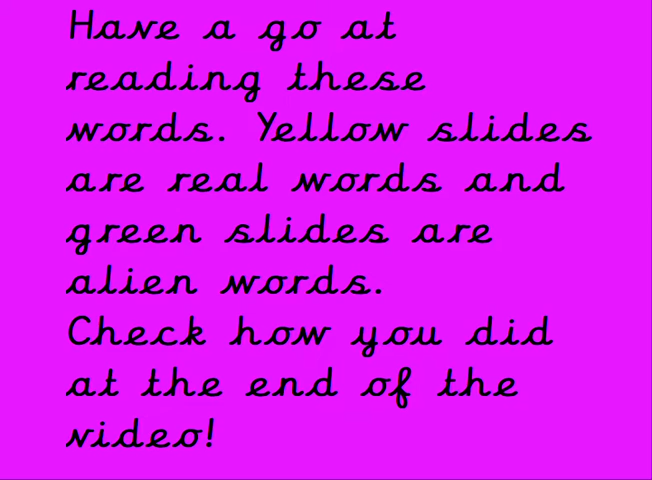 Have a go at
reading these
words. Yellow slides
are real words and
green slides are
alien words.
Check how you did
at the end of the
video!